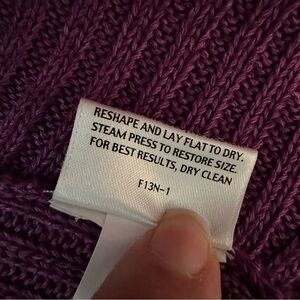 RESHAPE AND LAY FLAT TO DRY.
STEAM PRESS TO RESTORE SIZE.
FOR BEST RESULTS, DRY CLEAN
F13N-1